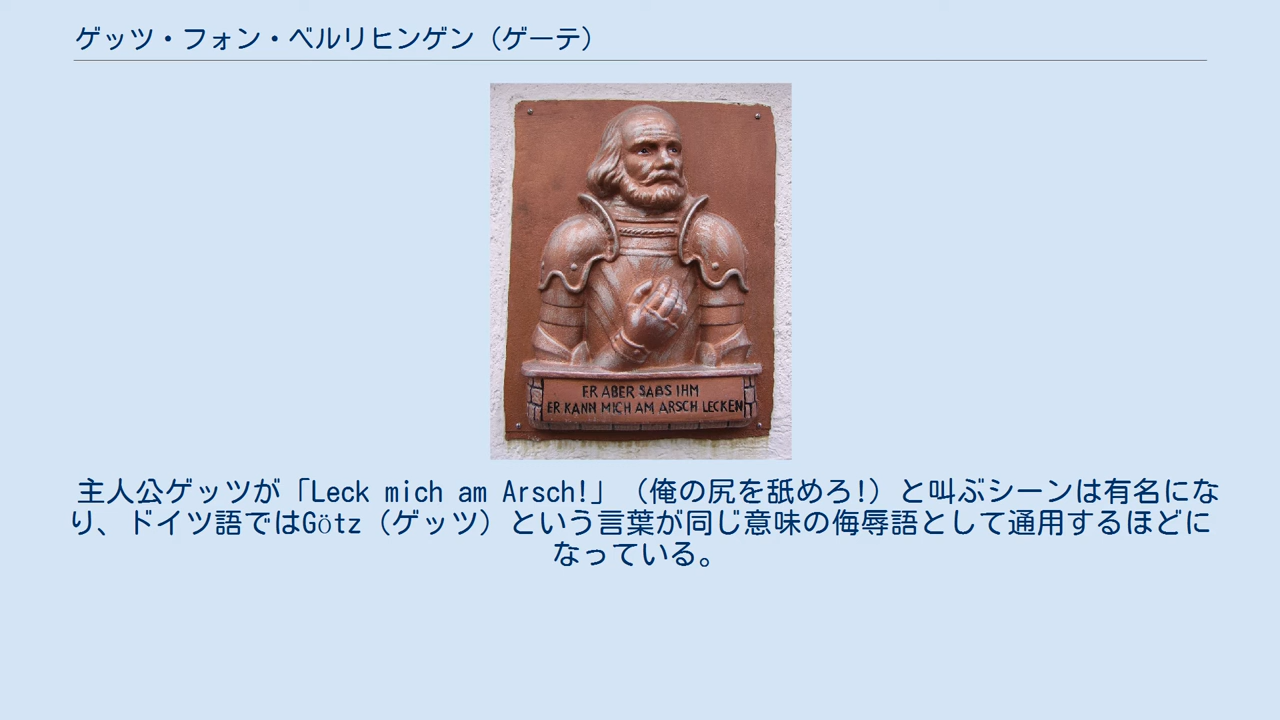 ゲッツ・フォン・ベルリヒンゲン（ゲーテ）
ER ABER SAßS IHM
ER KANN MICH AM ARSCH LECKEN
主人公ゲッツが「Leck mich am Arsch!」（俺の尻を舐めろ!）と叫ぶシーンは有名にな
り、ドイツ語ではGötz（ゲッツ）という言葉が同じ意味の侮辱語として通用するほどに
なっている。